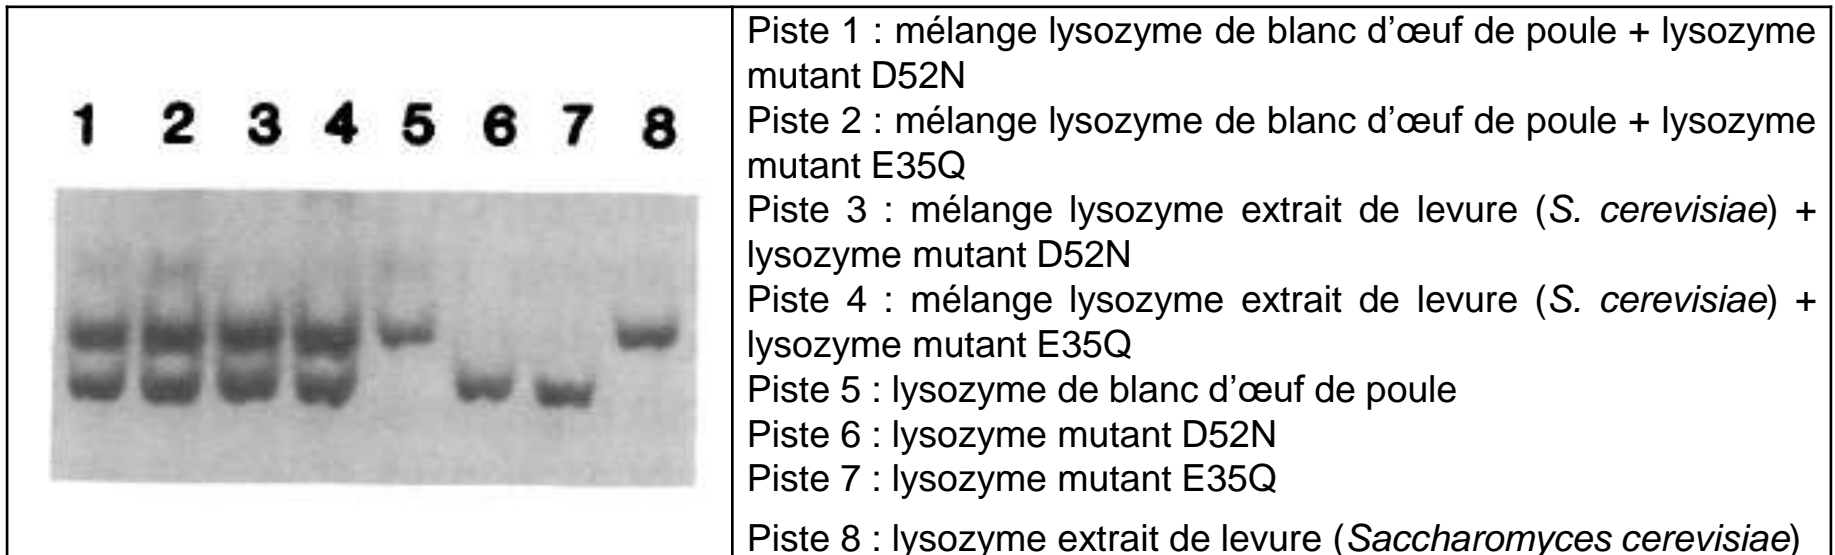 1 2 3 4 5 6 7 8
Piste 1 : mélange lysozyme de blanc d’œuf de poule + lysozyme
mutant D52N
Piste 2 : mélange lysozyme de blanc d’œuf de poule + lysozyme
mutant E35Q
Piste 3 : mélange lysozyme extrait de levure (S. cerevisiae) +
lysozyme mutant D52N
Piste 4 : mélange lysozyme extrait de levure (S. cerevisiae) +
lysozyme mutant E35Q
Piste 5 : lysozyme de blanc d’œuf de poule
Piste 6 : lysozyme mutant D52N
Piste 7 : lysozyme mutant E35Q
Piste 8 : lysozyme extrait de levure (Saccharomyces cerevisiae)